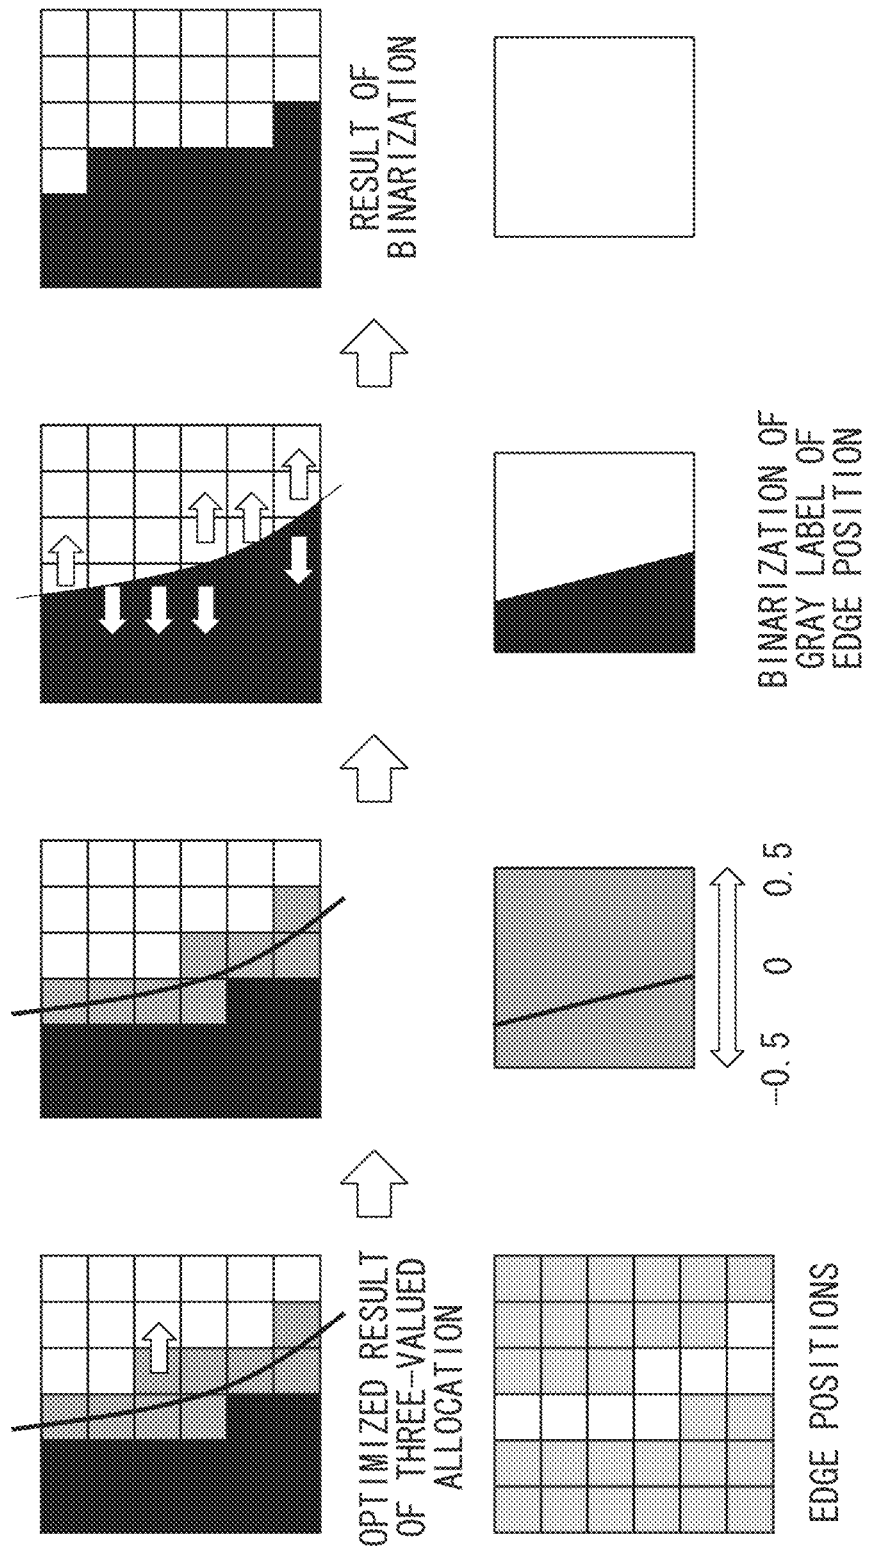 OPTIMIZED RESULT
OF THREE-VALUED
ALLOCATION
RESULT OF
BINARIZATION
EDGE POSITIONS
-0.5
0
0.5
BINARIZATION OF
GRAY LABEL OF
EDGE POSITION